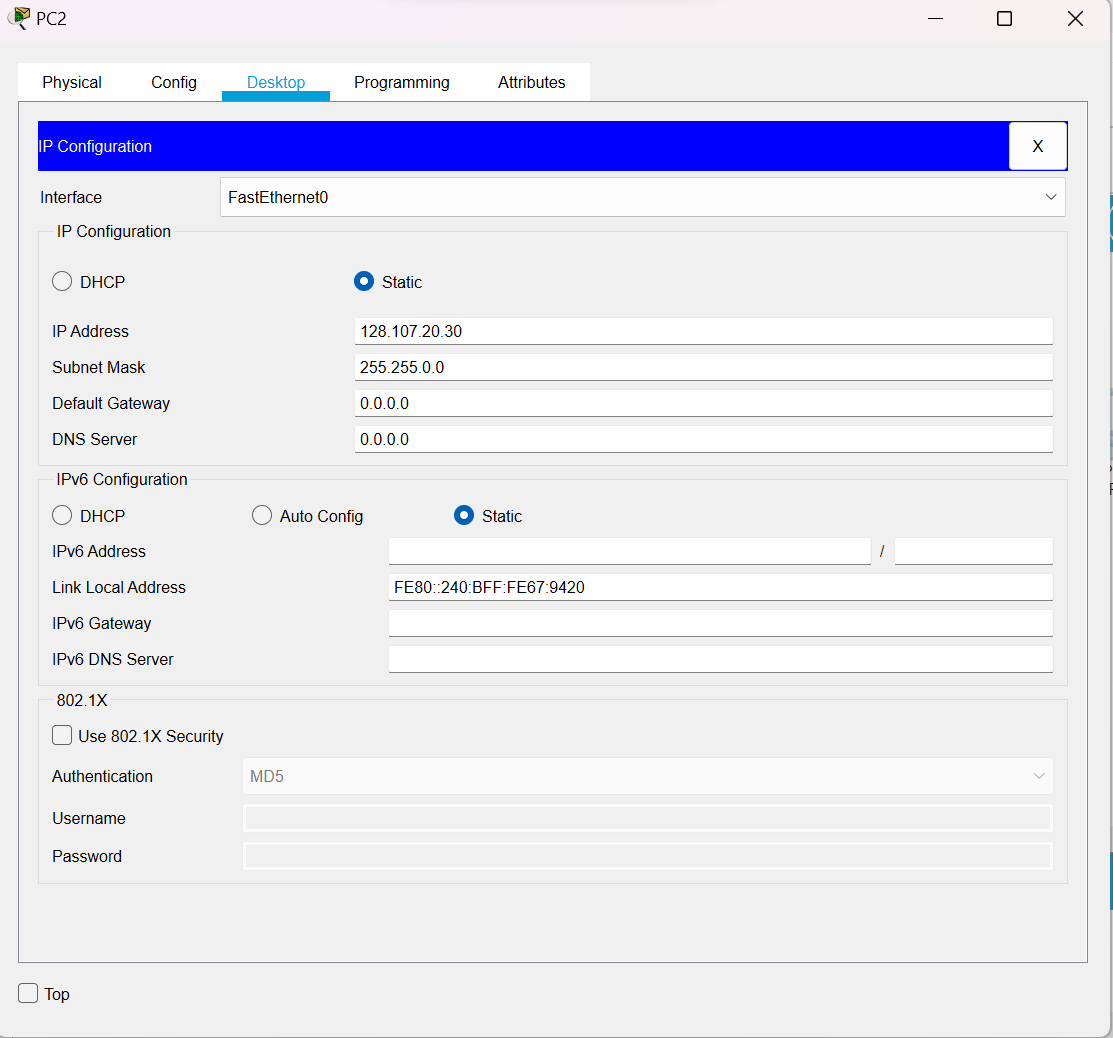 PC2
Physical Config Desktop Programming Attributes
IP Configuration X
Interface FastEthernet0
IP Configuration
DHCP Static
IP Address 128.107.20.30
Subnet Mask 255.255.0.0
Default Gateway 0.0.0.0
DNS Server 0.0.0.0
IPv6 Configuration
DHCP Auto Config Static
IPv6 Address /
Link Local Address FE80::240:BFF:FE67:9420
IPv6 Gateway
IPv6 DNS Server
802.1X
Use 802.1X Security
Authentication MD5
Username
Password
Top